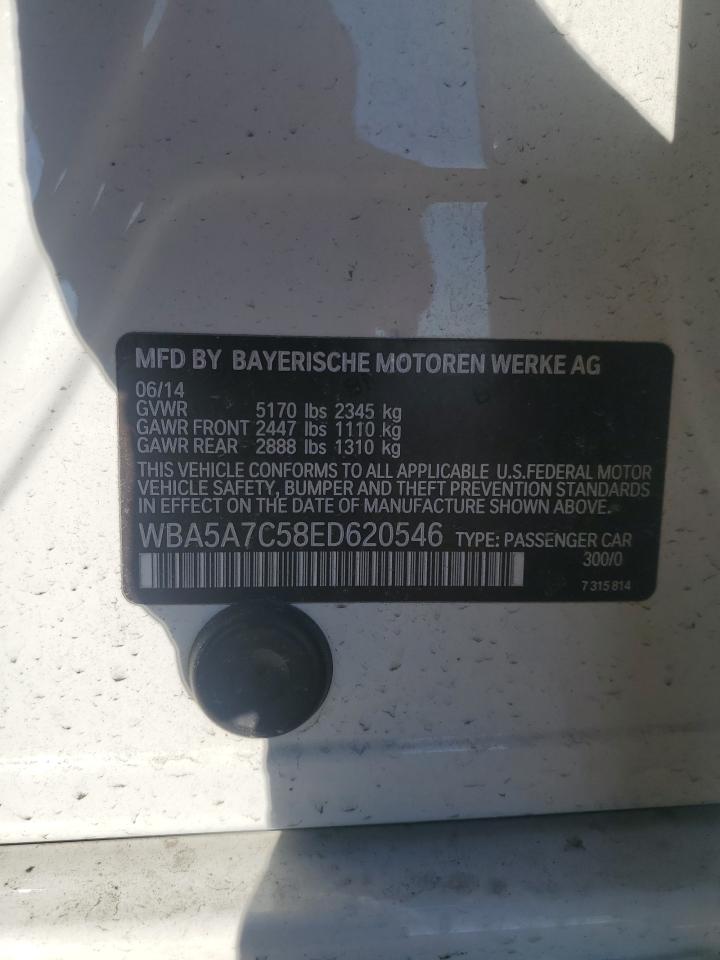 MFD BY BAYERISCHE MOTOREN WERKE AG
06/14
GVWR 5170 lbs 2345 kg
GAWR FRONT 2447 lbs 1110 kg
GAWR REAR 2888 lbs 1310 kg
THIS VEHICLE CONFORMS TO ALL APPLICABLE U.S.FEDERAL MOTOR
VEHICLE SAFETY, BUMPER AND THEFT PREVENTION STANDARDS
IN EFFECT ON THE DATE OF MANUFACTURE SHOWN ABOVE.
WBA5A7C58ED620546 TYPE: PASSENGER CAR
300/0
7 315 814